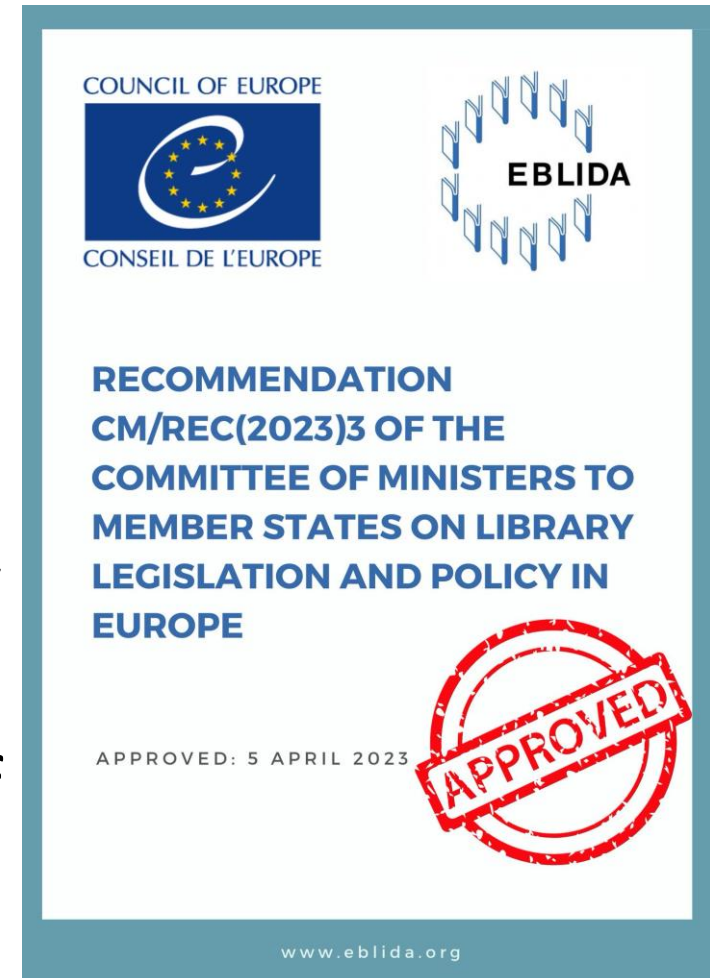 COUNCIL OF EUROPE
CONSEIL DE L'EUROPE
EBLIDA
RECOMMENDATION
CM/REC(2023)3 OF THE
COMMITTEE OF MINISTERS TO
MEMBER STATES ON LIBRARY
LEGISLATION AND POLICY IN
EUROPE
APPROVED: 5 APRIL 2023
APPROVED
www.eblida.org